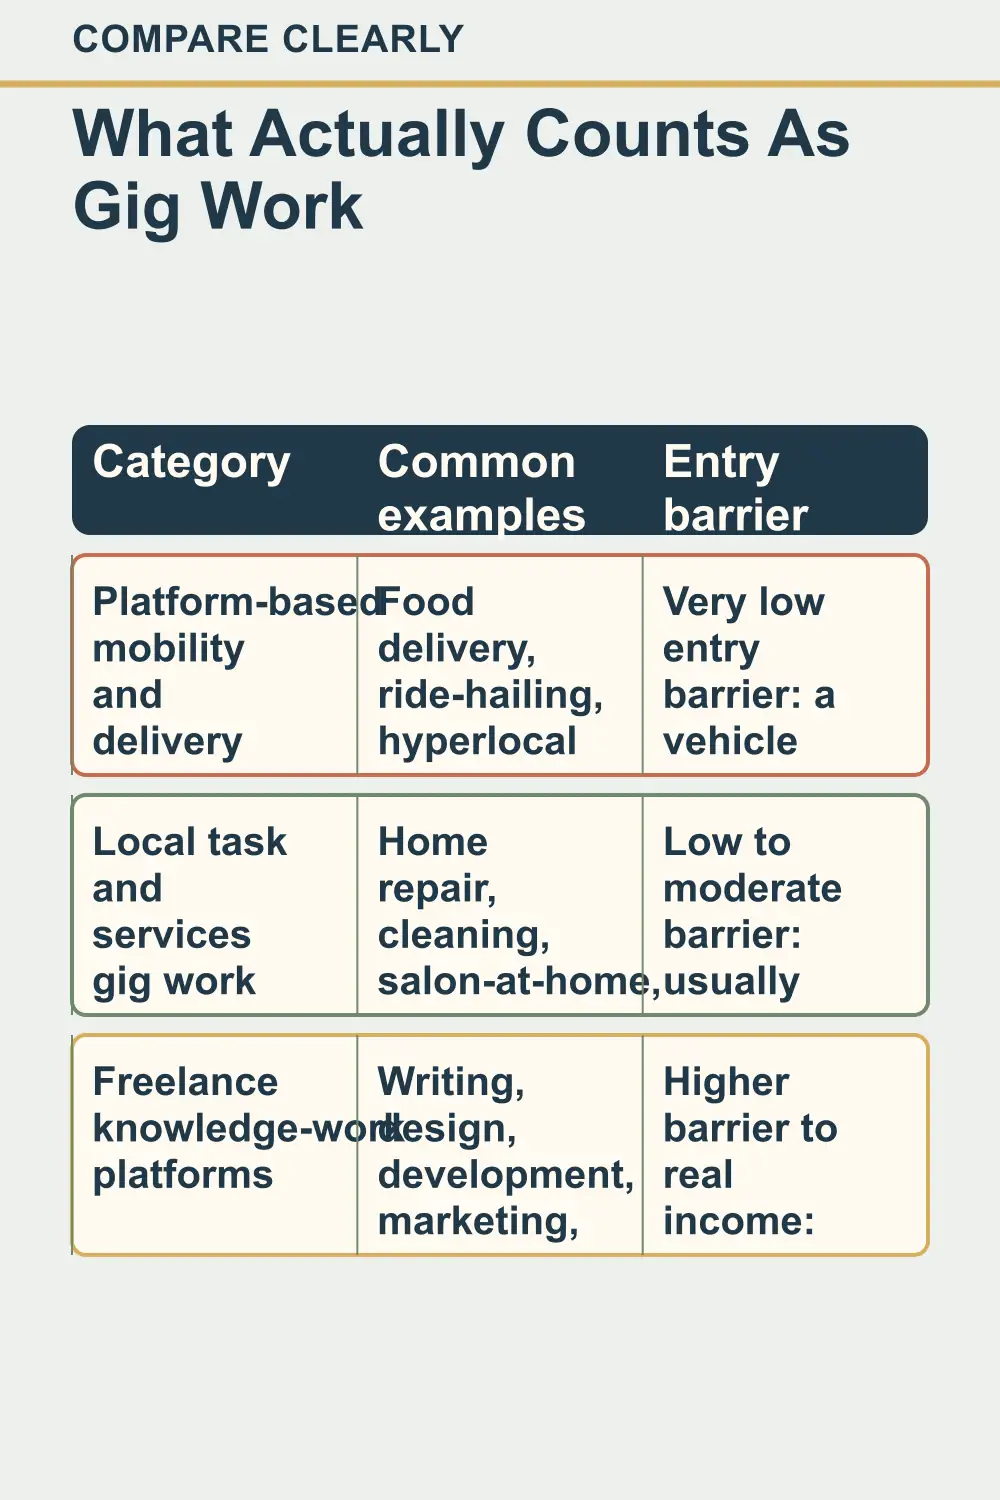 COMPARE CLEARLY
What Actually Counts As
Gig Work
Category
Common
examples
Entry
barrier
Platform-based
mobility
and
delivery
Food
delivery,
ride-hailing,
hyperlocal
Very low
entry
barrier: a
vehicle
Local task
and
services
gig work
Home
repair,
cleaning,
salon-at-home,
Low to
moderate
barrier:
usually
Freelance
knowledge-work
platforms
Writing,
design,
development,
marketing,
Higher
barrier to
real
income: